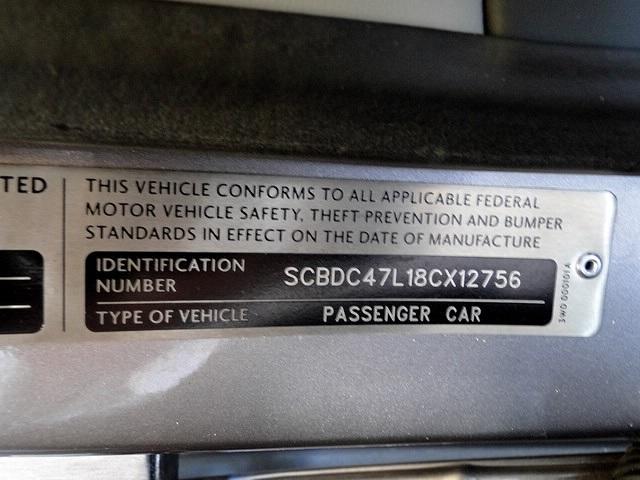 TED
THIS VEHICLE CONFORMS TO ALL APPLICABLE FEDERAL
MOTOR VEHICLE SAFETY, THEFT PREVENTION AND BUMPER
STANDARDS IN EFFECT ON THE DATE OF MANUFACTURE
IDENTIFICATION
NUMBER
SCBDC47L18CX12756
TYPE OF VEHICLE PASSENGER CAR